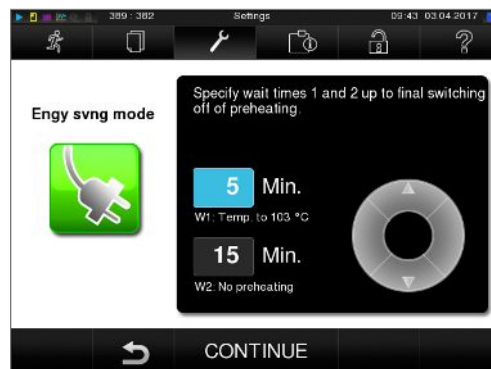 389 : 382 Settings 09:43 03.04.2017
?
Engy svng mode
Specify wait times 1 and 2 up to final switching
off of preheating.
5 Min.
W1: Temp. to 103 °C
15 Min.
W2: No preheating
CONTINUE